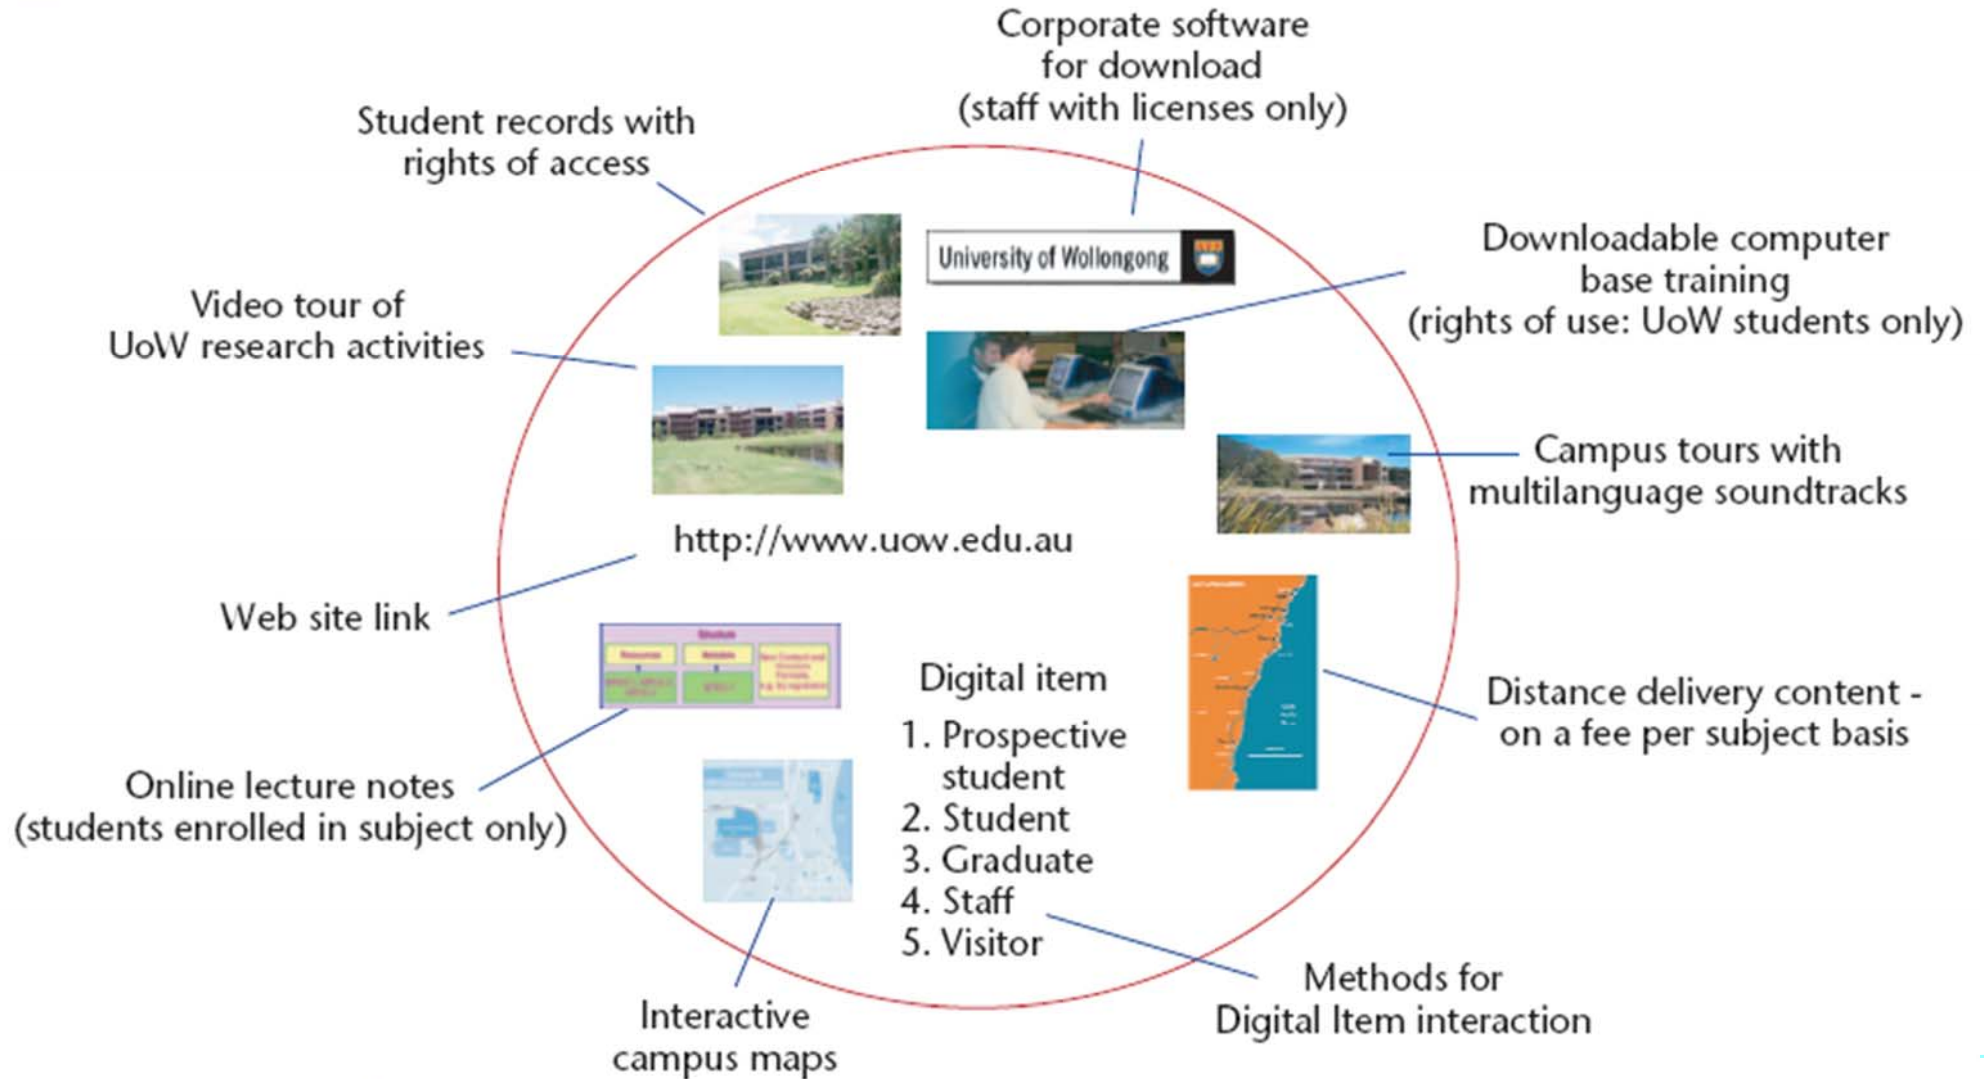 Corporate software
for download
(staff with licenses only)
Student records with
rights of access
University of Wollongong
Downloadable computer
base training
(rights of use: UoW students only)
Video tour of
UoW research activities
Campus tours with
multilanguage soundtracks
http://www.uow.edu.au
Web site link
Digital item
1. Prospective
student
2. Student
3. Graduate
4. Staff
5. Visitor
Distance delivery content -
on a fee per subject basis
Online lecture notes
(students enrolled in subject only)
Methods for
Digital Item interaction
Interactive
campus maps